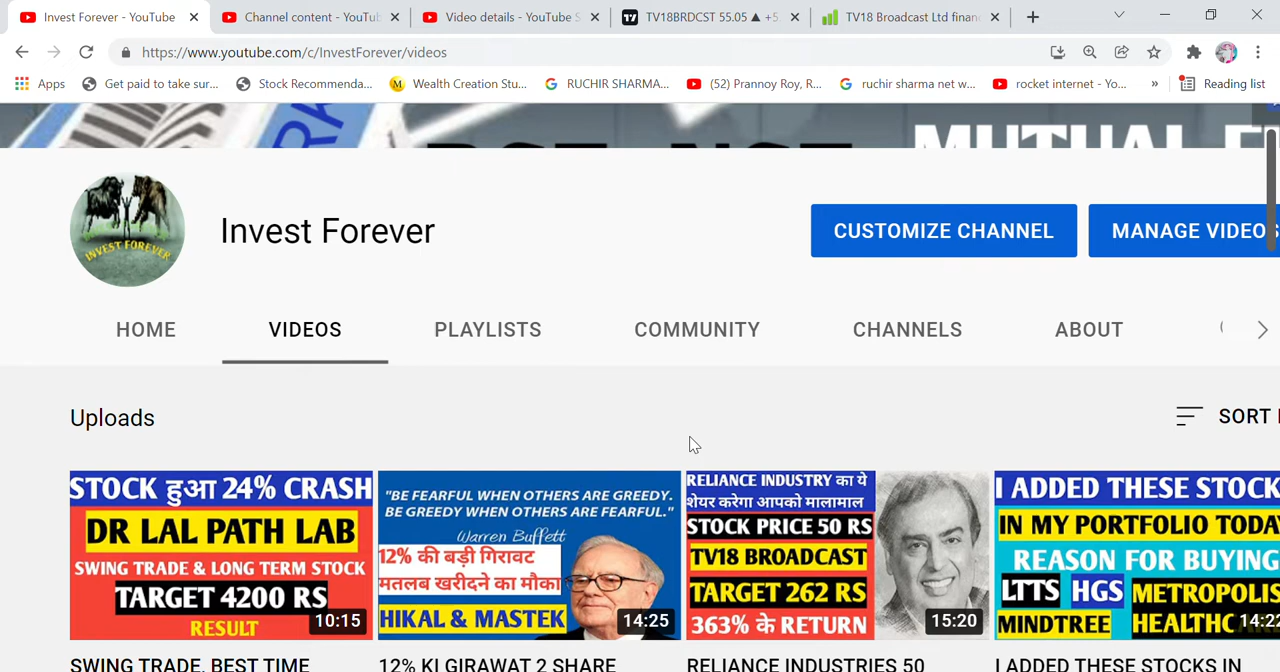 Invest Forever - YouTube
Channel content - YouTu
Video details - YouTube S
TV18BRDCST 55.05 ▲ +5.
TV18 Broadcast Ltd finan
https://www.youtube.com/c/InvestForever/videos
Apps
Get paid to take sur...
Stock Recommenda...
Wealth Creation Stu...
RUCHIR SHARMA...
(52) Prannoy Roy, R...
ruchir sharma net w...
rocket internet - Yo...
»
Reading list
INVEST FOREVER
Invest Forever
CUSTOMIZE CHANNEL
MANAGE VIDEOS
HOME
VIDEOS
PLAYLISTS
COMMUNITY
CHANNELS
ABOUT
Uploads
SORT
STOCK हुआ 24% CRASH
DR LAL PATH LAB
SWING TRADE & LONG TERM STOCK
TARGET 4200 RS
RESULT
10:15
"BE FEARFUL WHEN OTHERS ARE GREEDY.
BE GREEDY WHEN OTHERS ARE FEARFUL."
Warren Buffett
12% की बड़ी गिरावट
मतलब खरीदने का मौका
HIKAL & MASTEK
14:25
RELIANCE INDUSTRY का ये
शेयर करेगा आपको मालामाल
STOCK PRICE 50 RS
TV18 BROADCAST
TARGET 262 RS
363% के RETURN
15:20
I ADDED THESE STOCK
IN MY PORTFOLIO TODA
REASON FOR BUYING
LTTS HGS METROPOLIS
MINDTREE HEALTHC
14:22
SWING TRADE, BEST TIME
12% KI GIRAWAT 2 SHARE
RELIANCE INDUSTRIES 50
I ADDED THESE STOCKS IN